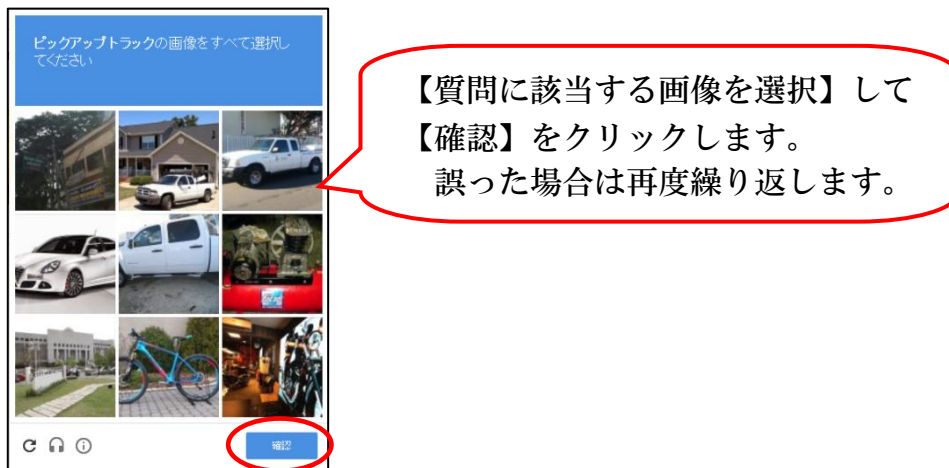 ピックアップトラックの画像をすべて選択し
てください
【質問に該当する画像を選択】して
【確認】をクリックします。
誤った場合は再度繰り返します。
確認